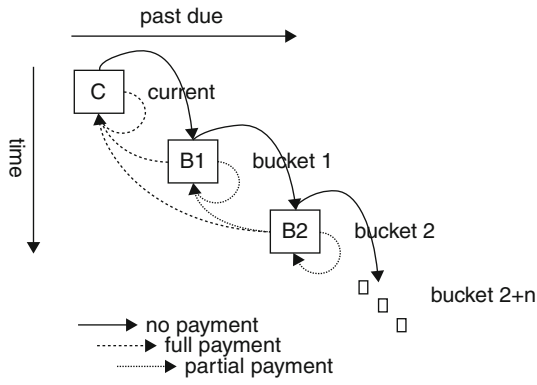 past due
time
C
current
B1
bucket 1
B2
bucket 2
bucket 2+n
no payment
full payment
partial payment